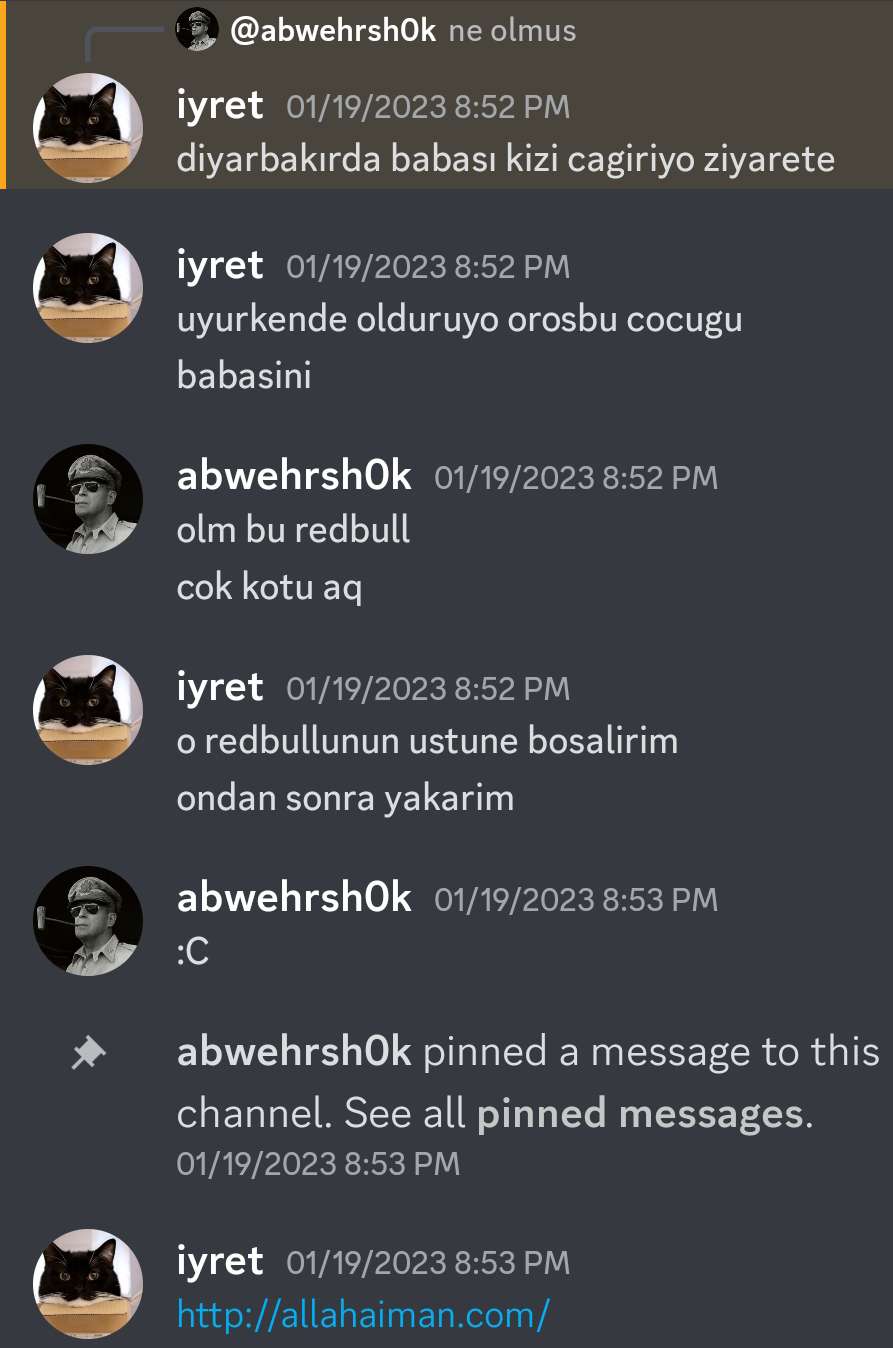 @abwehrsh0k ne olmus
iyret 01/19/2023 8:52 PM
diyarbakırda babası kizi cagiriyo ziyarete
iyret 01/19/2023 8:52 PM
uyurkende olduruyo orosbu cocugu
babasini
abwehrsh0k 01/19/2023 8:52 PM
olm bu redbull
cok kotu aq
iyret 01/19/2023 8:52 PM
o redbullunun ustune bosalirim
ondan sonra yakarim
abwehrsh0k 01/19/2023 8:53 PM
:C
abwehrsh0k pinned a message to this
channel. See all pinned messages.
01/19/2023 8:53 PM
iyret 01/19/2023 8:53 PM
http://allahaiman.com/